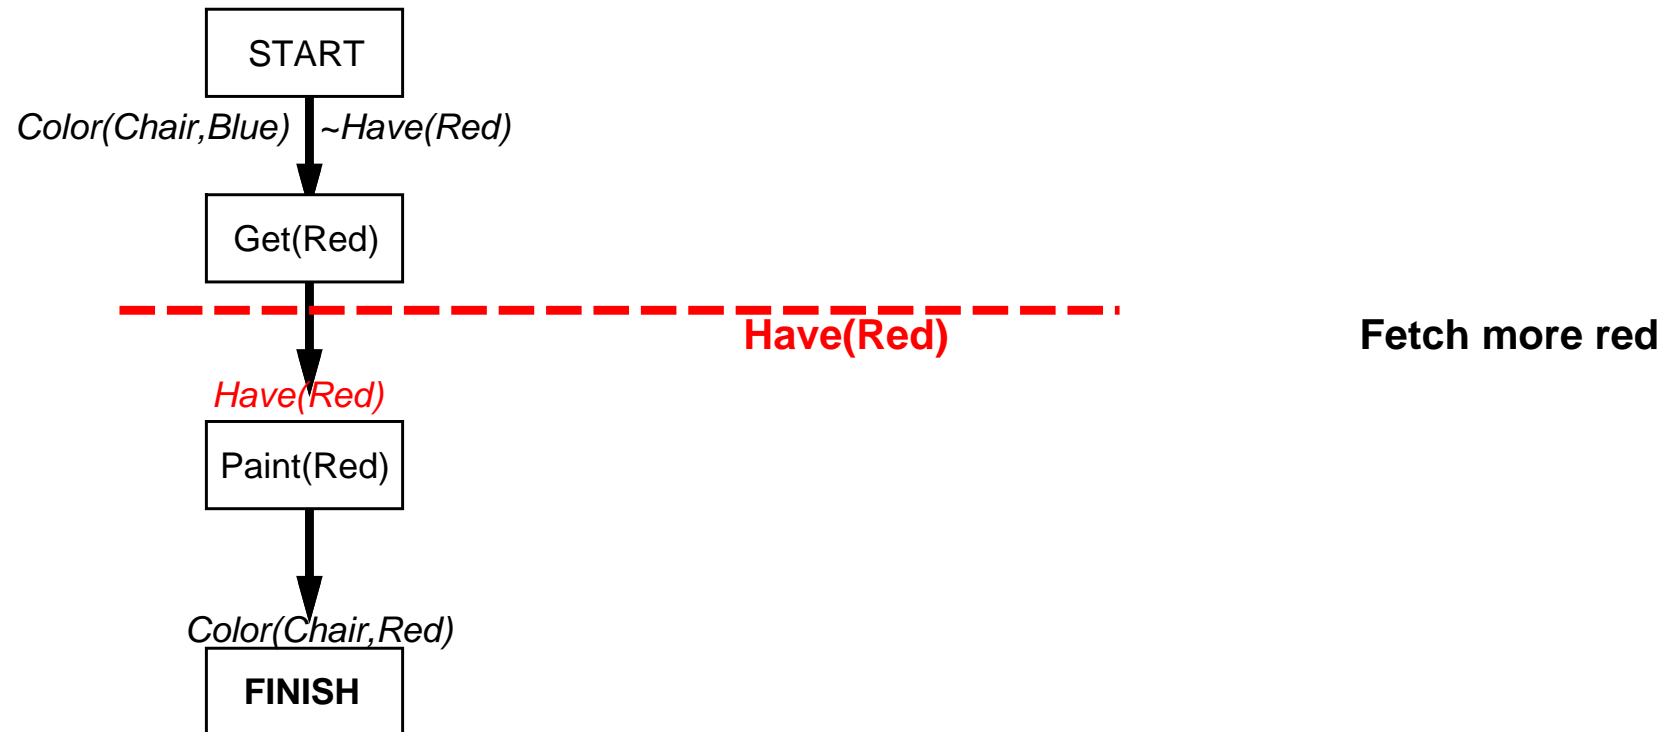 START
Color(Chair,Blue) ~Have(Red)
Get(Red)
Have(Red) Fetch more red
Have(Red)
Paint(Red)
Color(Chair,Red)
FINISH